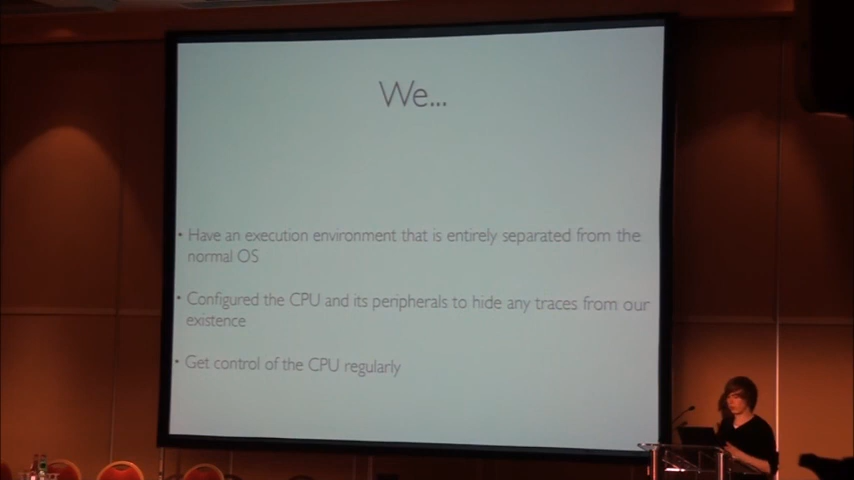 We...
• Have an execution environment that is entirely separated from the
normal OS
• Configured the CPU and its peripherals to hide any traces from our
existence
• Get control of the CPU regularly